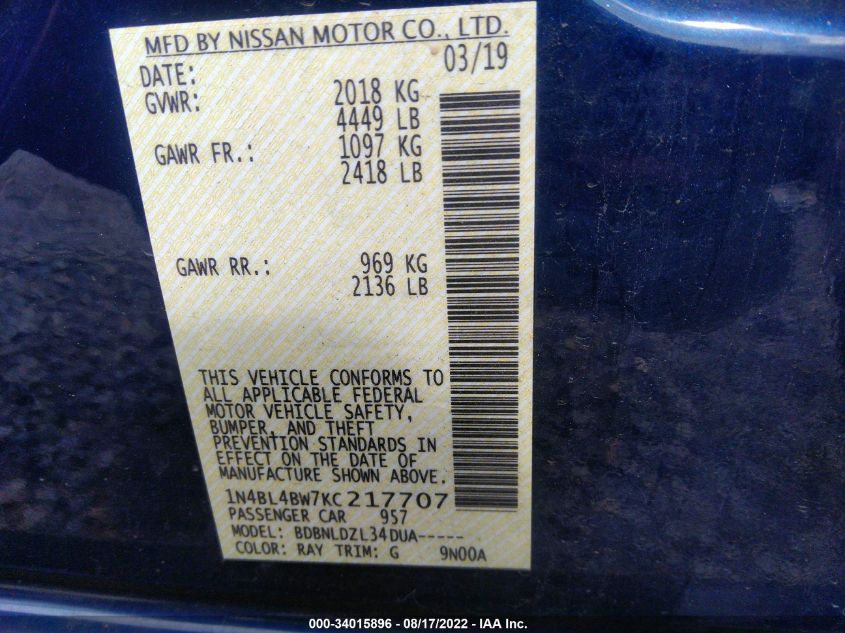 MFD BY NISSAN MOTOR CO., LTD.
DATE: 03/19
GVWR: 2018 KG
4449 LB
GAWR FR.: 1097 KG
2418 LB
GAWR RR.: 969 KG
2136 LB
THIS VEHICLE CONFORMS TO
ALL APPLICABLE FEDERAL
MOTOR VEHICLE SAFETY,
BUMPER, AND THEFT
PREVENTION STANDARDS IN
EFFECT ON THE DATE OF
MANUFACTURE SHOWN ABOVE.
1N4BL4BW7KC217707
PASSENGER CAR 957
MODEL: BDBNLDZL34DUA-----
COLOR: RAY TRIM: G 9N00A
000-34015896 - 08/17/2022 - IAA Inc.